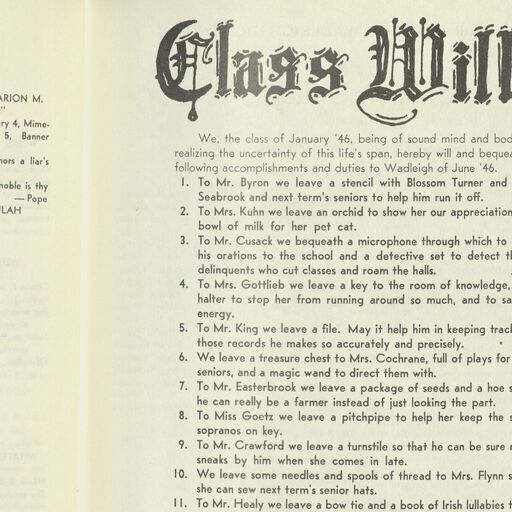 ARION M.
"
ry 4, Mime-
5, Banner
nors a liar's
noble is thy
— Pope
ULAH
Class Will
We, the class of January '46, being of sound mind and bod
realizing the uncertainty of this life's span, hereby will and beque
following accomplishments and duties to Wadleigh of June '46.
1. To Mr. Byron we leave a stencil with Blossom Turner and
Seabrook and next term's seniors to help him run it off.
2. To Mrs. Kuhn we leave an orchid to show her our appreciation
bowl of milk for her pet cat.
3. To Mr. Cusack we bequeath a microphone through which to
his orations to the school and a detective set to detect th
delinquents who cut classes and roam the halls.
4. To Mrs. Gottlieb we leave a key to the room of knowledge,
halter to stop her from running around so much, and to sa
energy.
5. To Mr. King we leave a file. May it help him in keeping trac
those records he makes so accurately and precisely.
6. We leave a treasure chest to Mrs. Cochrane, full of plays for
seniors, and a magic wand to direct them with.
7. To Mr. Easterbrook we leave a package of seeds and a hoe s
he can really be a farmer instead of just looking the part.
8. To Miss Goetz we leave a pitchpipe to help her keep the s
sopranos on key.
9. To Mr. Crawford we leave a turnstile so that he can be sure n
sneaks by him when she comes in late.
10. We leave some needles and spools of thread to Mrs. Flynn s
she can sew next term's senior hats.
11. To Mr. Healy we leave a bow tie and a book of Irish lullabies t